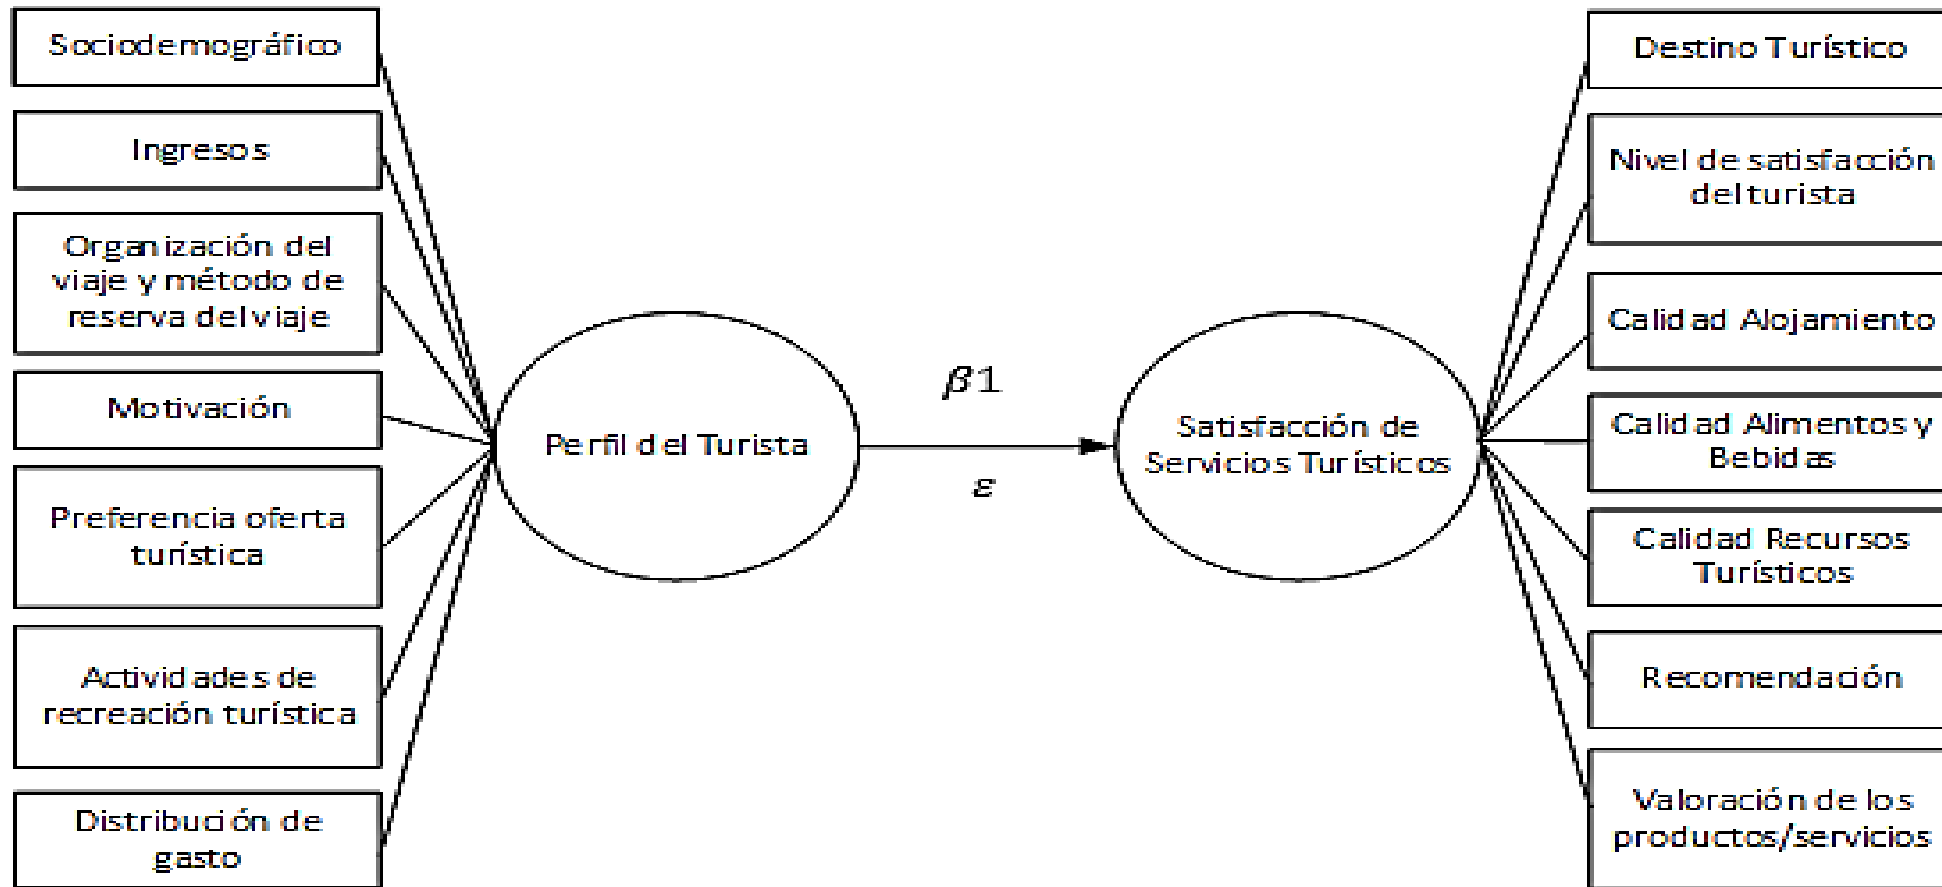 Sociodemográfico
Ingresos
Organización del
viaje y método de
reserva del viaje
Motivación
Preferencia oferta
turística
Actividades de
recreación turística
Distribución de
gasto
Perfil del Turista
β1
ε
Satisfacción de
Servicios Turísticos
Destino Turístico
Nivel de satisfacción
del turista
Calidad Alojamiento
Calidad Alimentos y
Bebidas
Calidad Recursos
Turísticos
Recomendación
Valoración de los
productos/servicios